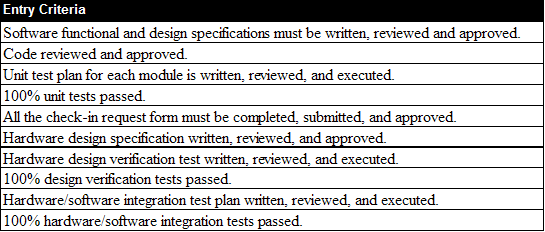 Entry Criteria
Software functional and design specifications must be written, reviewed and approved.
Code reviewed and approved.
Unit test plan for each module is written, reviewed, and executed.
100% unit tests passed.
All the check-in request form must be completed, submitted, and approved.
Hardware design specification written, reviewed, and approved.
Hardware design verification test written, reviewed, and executed.
100% design verification tests passed.
Hardware/software integration test plan written, reviewed, and executed.
100% hardware/software integration tests passed.